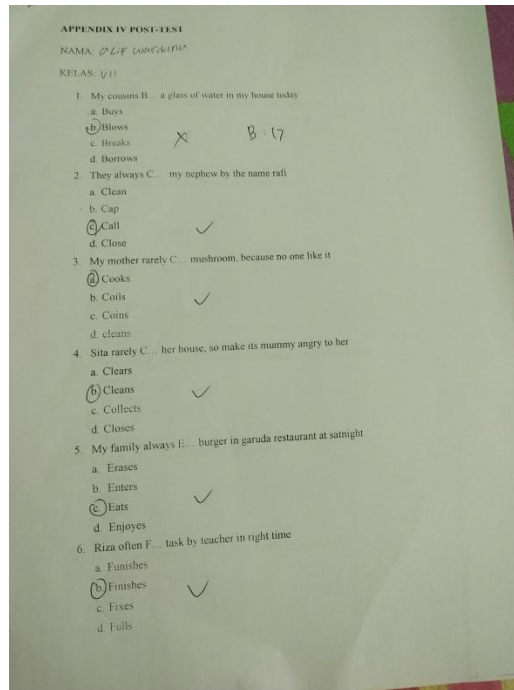 APPENDIX IV POST-TEST
NAMA: ALIF wardana
KELAS: VII
1. My cousins B... a glass of water in my house today
a. Buys
b. Blows
c. Breaks
d. Borrows
B : 17
2. They always C... my nephew by the name rafi
a. Clean
b. Cap
c. Call
d. Close
3. My mother rarely C... mushroom, because no one like it
a. Cooks
b. Coils
c. Coins
d. cleans
4. Sita rarely C... her house, so make its mummy angry to her
a. Clears
b. Cleans
c. Collects
d. Closes
5. My family always E... burger in garuda restaurant at satnight
a. Erases
b. Enters
c. Eats
d. Enjoyes
6. Riza often F... task by teacher in right time
a. Funishes
b. Finishes
c. Fixes
d. Fulls